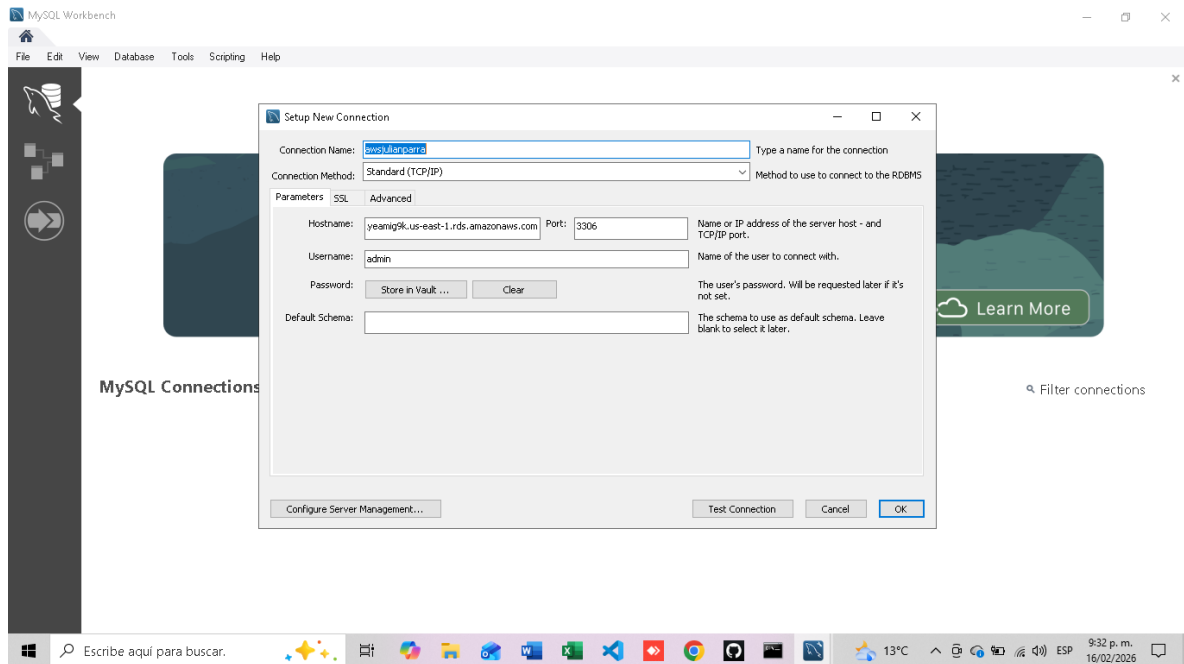 MySQL Workbench
File Edit View Database Tools Scripting Help
Setup New Connection
Connection Name: awsjulianparra Type a name for the connection
Connection Method: Standard (TCP/IP) Method to use to connect to the RDBMS
Parameters SSL Advanced
Hostname: .yeamig9k.us-east-1.rds.amazonaws.com Port: 3306 Name or IP address of the server host - and
TCP/IP port.
Username: admin Name of the user to connect with.
Password: Store in Vault ... Clear The user's password. Will be requested later if it's
not set.
Default Schema: The schema to use as default schema. Leave
blank to select it later.
Learn More
MySQL Connections
Filter connections
Configure Server Management... Test Connection Cancel OK
Escribe aquí para buscar.
13°C ESP 9:32 p. m.
16/02/2026